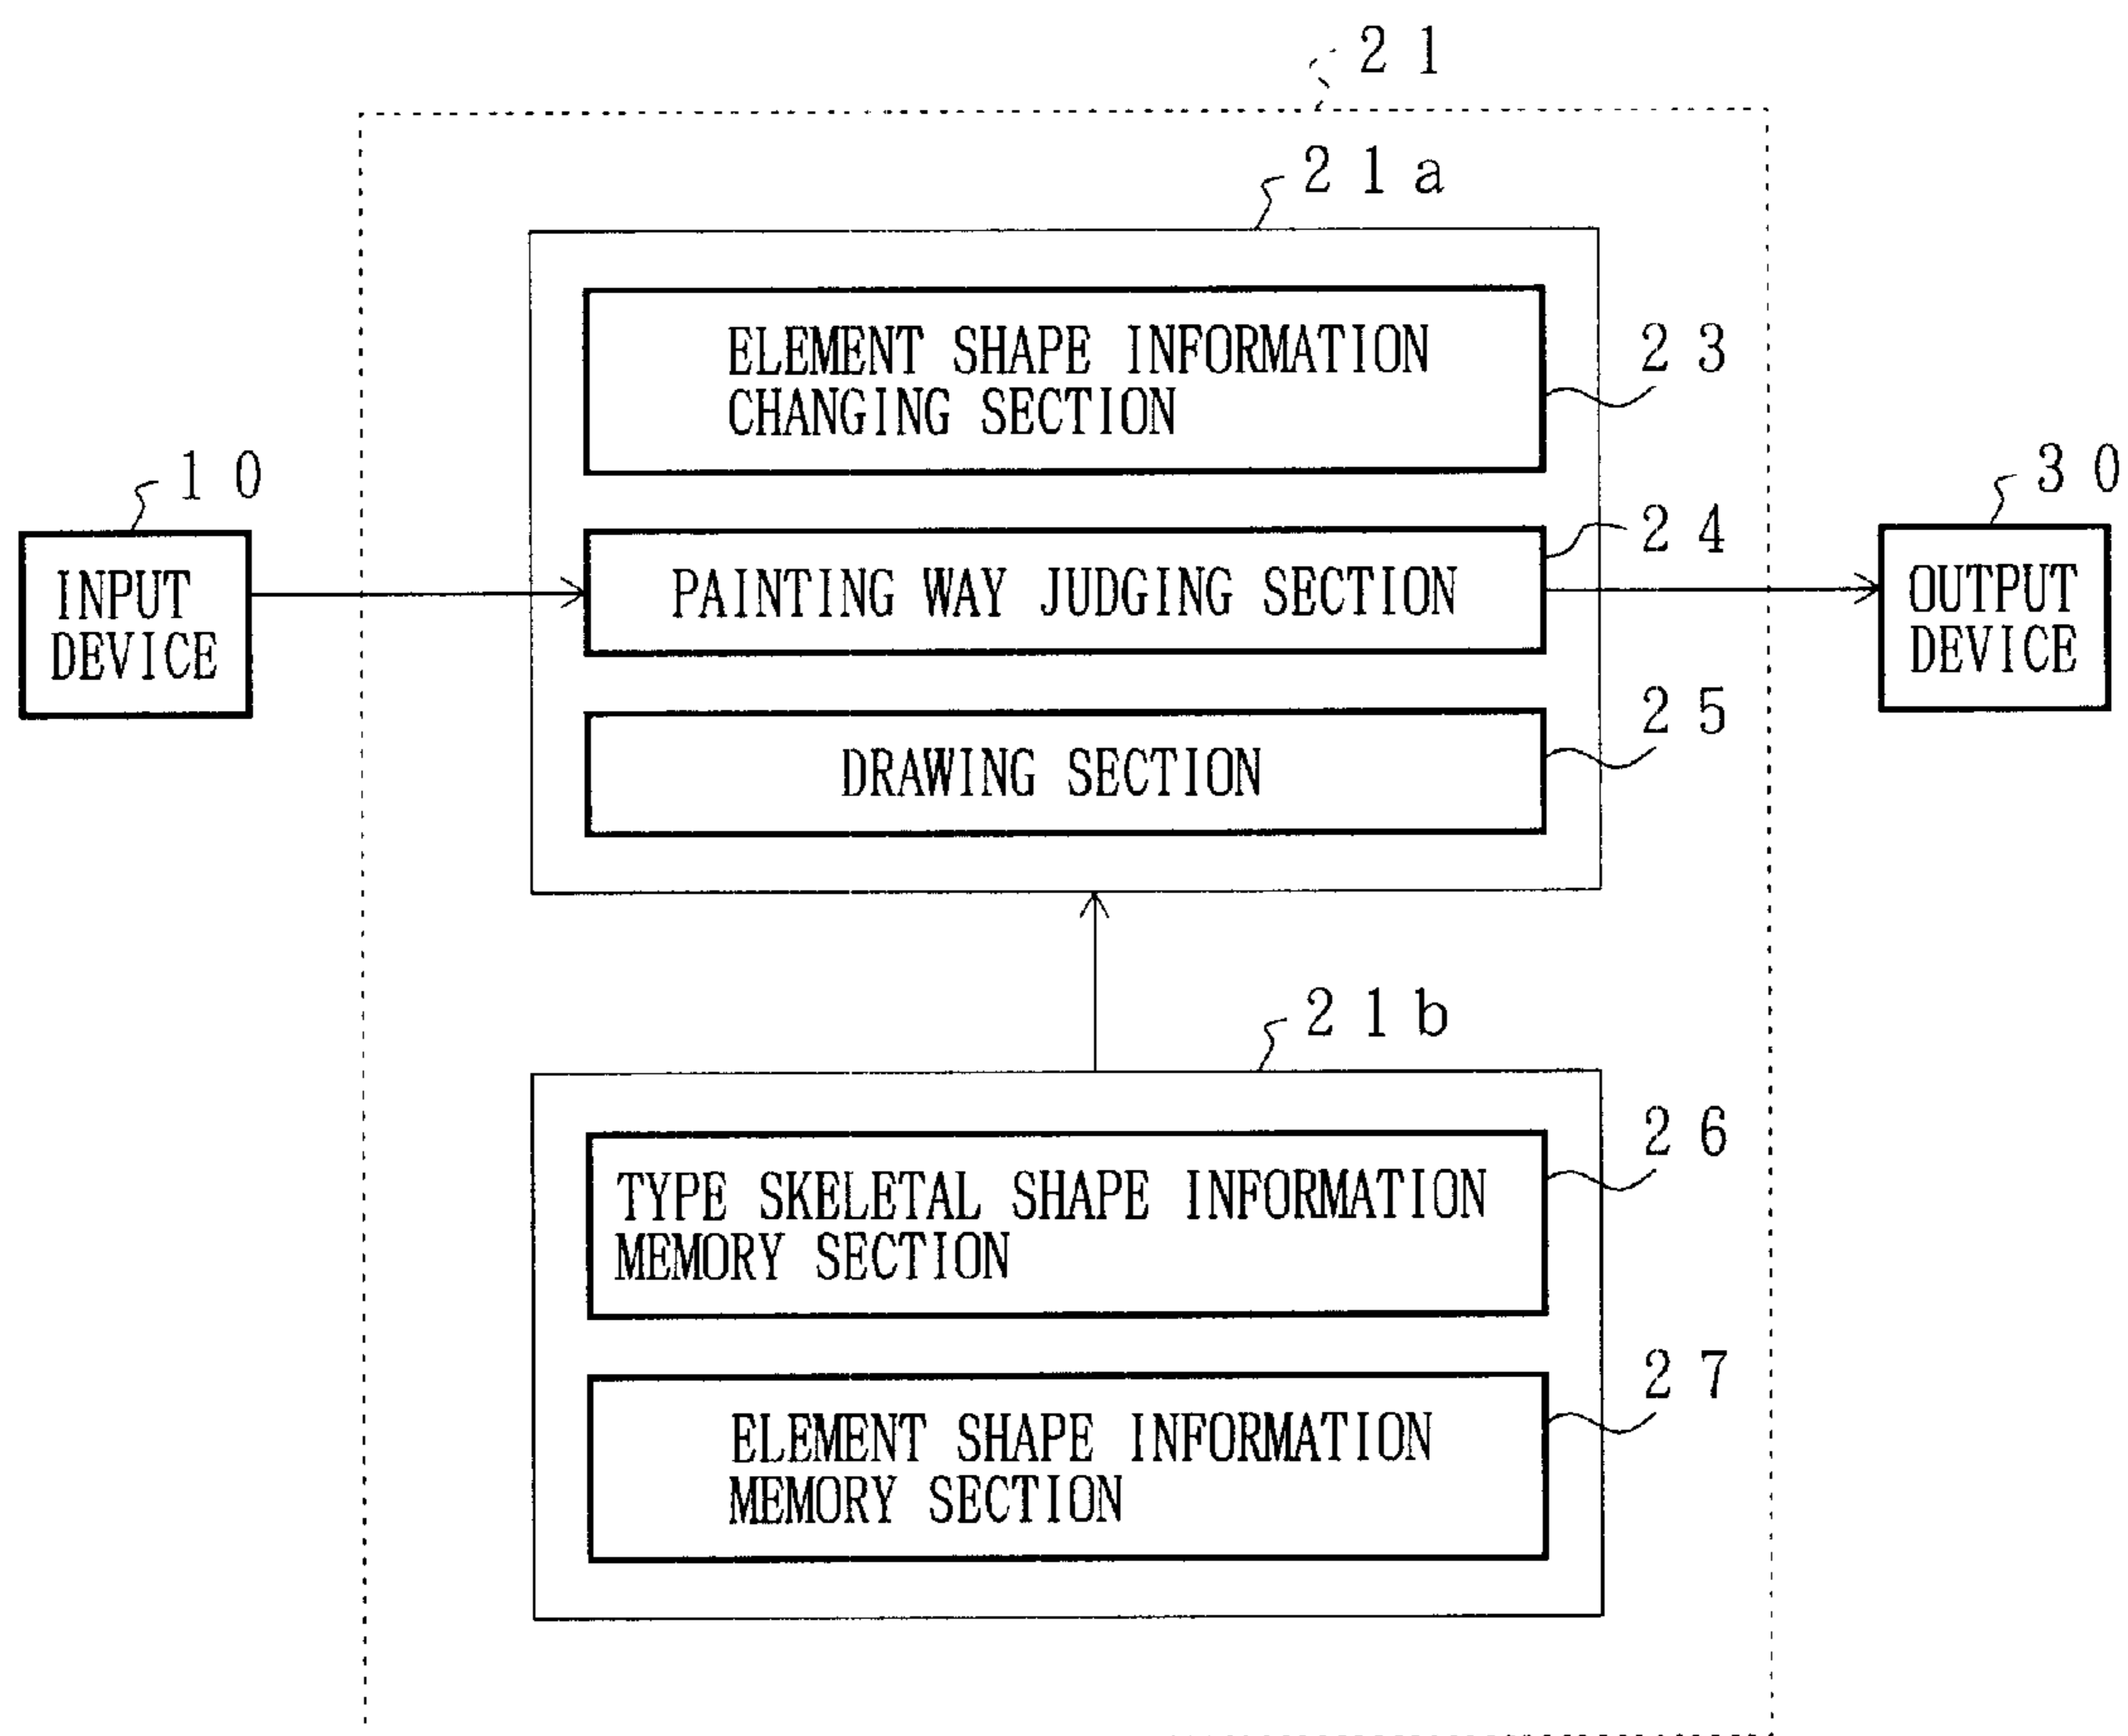 21
21a
ELEMENT SHAPE INFORMATION
CHANGING SECTION
23
10
INPUT
DEVICE
24
PAINTING WAY JUDGING SECTION
30
OUTPUT
DEVICE
25
DRAWING SECTION
21b
26
TYPE SKELETAL SHAPE INFORMATION
MEMORY SECTION
27
ELEMENT SHAPE INFORMATION
MEMORY SECTION